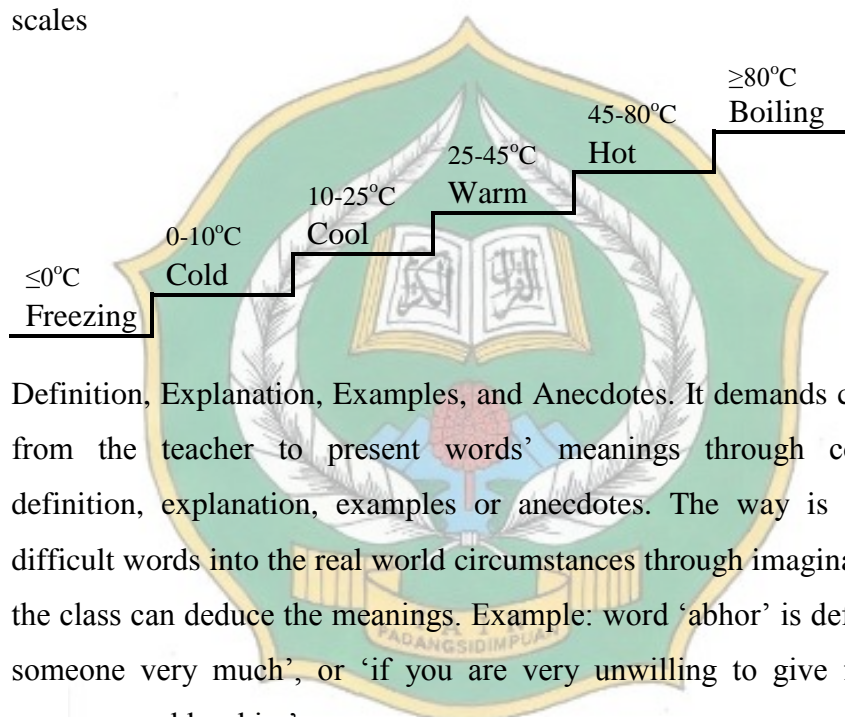 scales
≥80°C
Boiling
45-80°C
Hot
25-45°C
Warm
10-25°C
Cool
0-10°C
Cold
≤0°C
Freezing
Definition, Explanation, Examples, and Anecdotes. It demands
from the teacher to present words’ meanings through
definition, explanation, examples or anecdotes. The way is
difficult words into the real world circumstances through
the class can deduce the meanings. Example: word ‘abhor’ is
someone very much’, or ‘if you are very unwilling to give
PADANGSIDIMPUAN